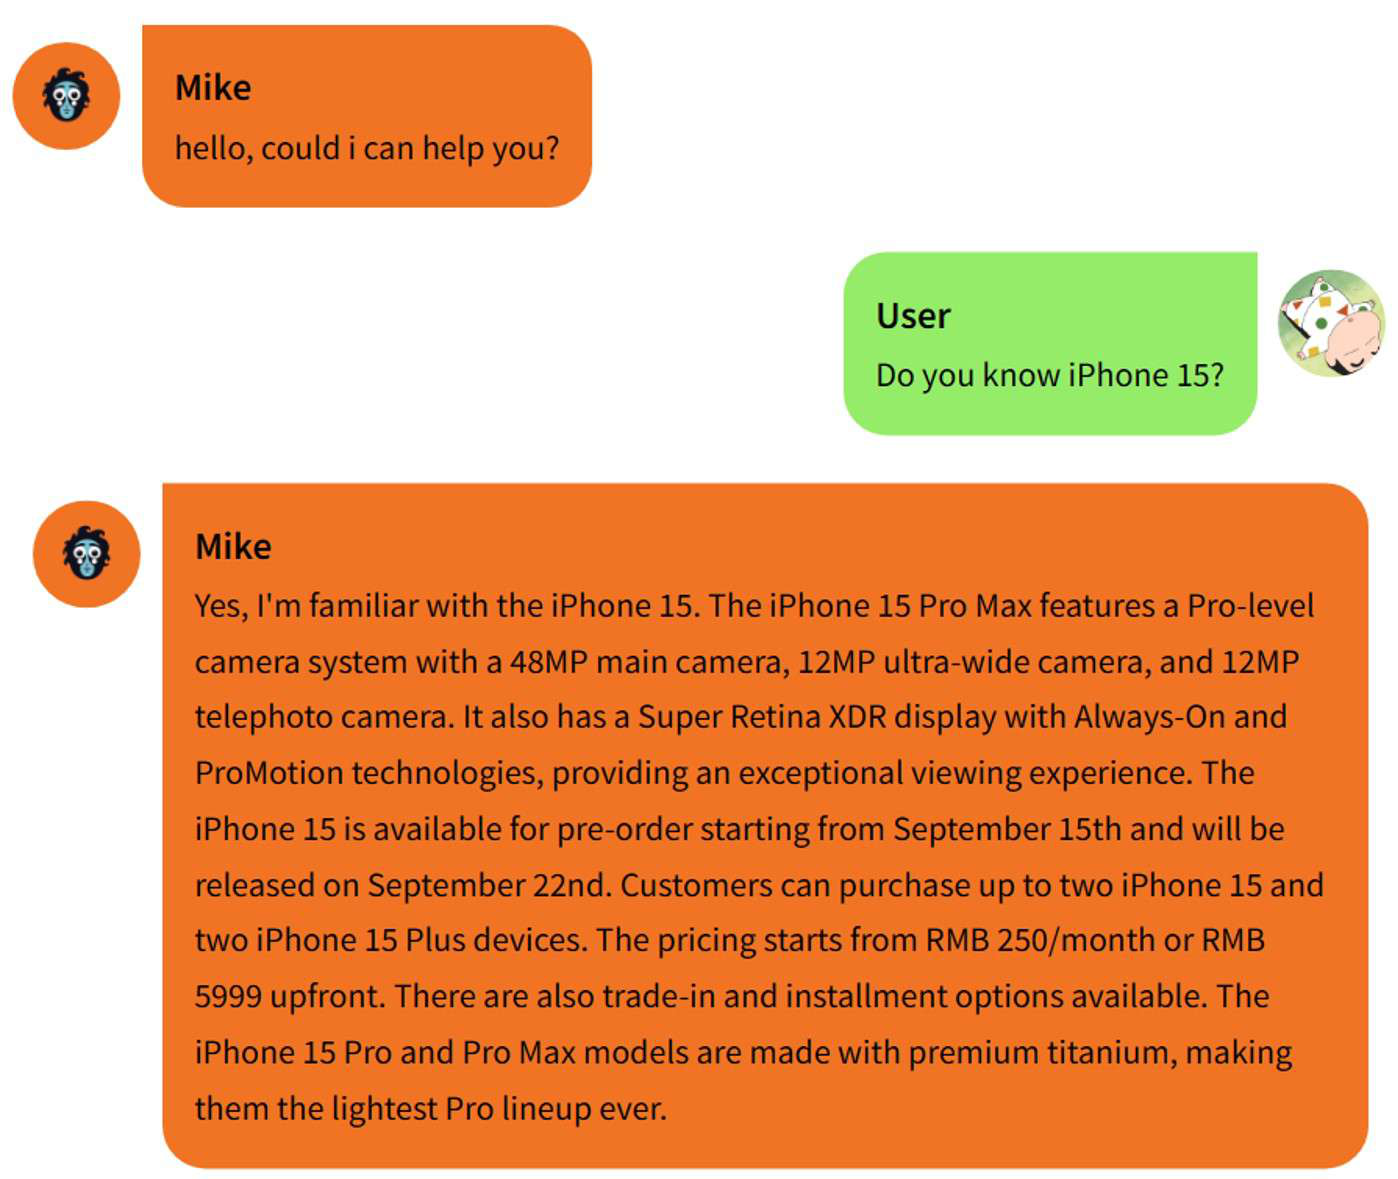 Mike
hello, could i can help you?
User
Do you know iPhone 15?
Mike
Yes, I'm familiar with the iPhone 15. The iPhone 15 Pro Max features a Pro-level
camera system with a 48MP main camera, 12MP ultra-wide camera, and 12MP
telephoto camera. It also has a Super Retina XDR display with Always-On and
ProMotion technologies, providing an exceptional viewing experience. The
iPhone 15 is available for pre-order starting from September 15th and will be
released on September 22nd. Customers can purchase up to two iPhone 15 and
two iPhone 15 Plus devices. The pricing starts from RMB 250/month or RMB
5999 upfront. There are also trade-in and installment options available. The
iPhone 15 Pro and Pro Max models are made with premium titanium, making
them the lightest Pro lineup ever.